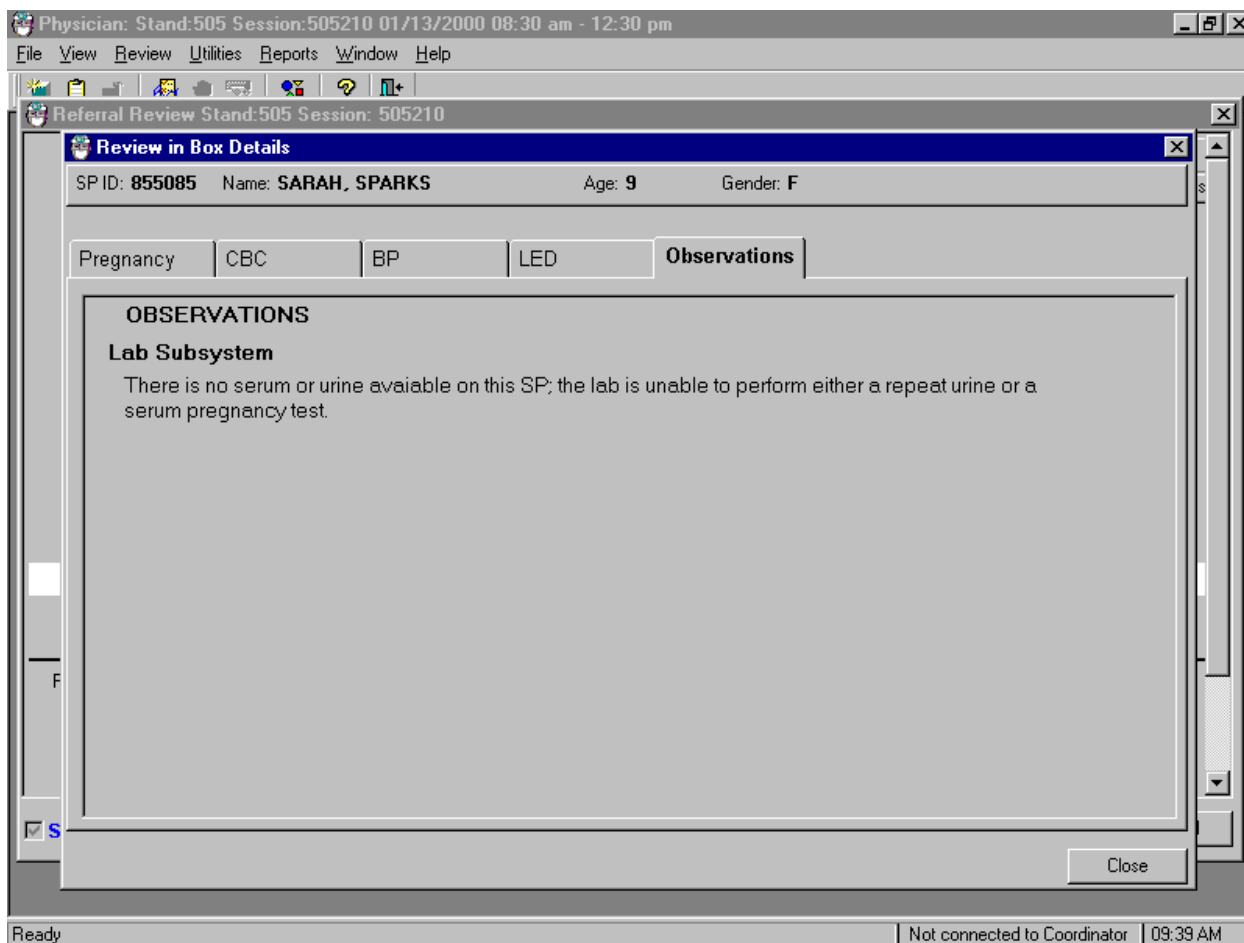 Physician: Stand:505 Session:505210 01/13/2000 08:30 am - 12:30 pm
File View Review Utilities Reports Window Help
Referral Review Stand:505 Session: 505210
Review in Box Details
SP ID: 855085 Name: SARAH, SPARKS Age: 9 Gender: F
Pregnancy CBC BP LED Observations
OBSERVATIONS
Lab Subsystem
There is no serum or urine avaiable on this SP; the lab is unable to perform either a repeat urine or a
serum pregnancy test.
Close
Ready Not connected to Coordinator 09:39 AM